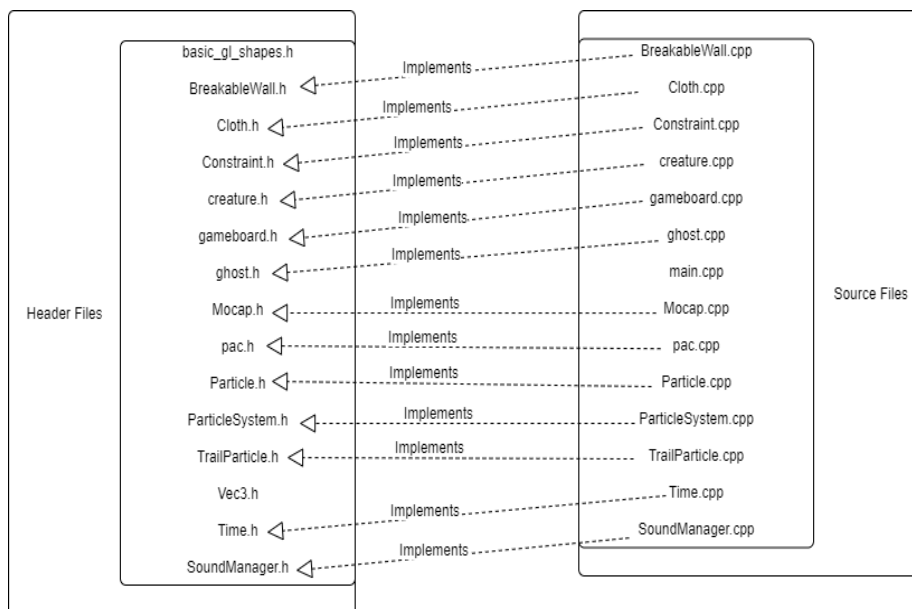 basic_gl_shapes.h
BreakableWall.h
Cloth.h
Constraint.h
creature.h
gameboard.h
ghost.h
Mocap.h
pac.h
Particle.h
ParticleSystem.h
TrailParticle.h
Vec3.h
Time.h
SoundManager.h
Header Files
Implements
Implements
Implements
Implements
Implements
Implements
Implements
Implements
Implements
Implements
Implements
Implements
Implements
BreakableWall.cpp
Cloth.cpp
Constraint.cpp
creature.cpp
gameboard.cpp
ghost.cpp
main.cpp
Mocap.cpp
pac.cpp
Particle.cpp
ParticleSystem.cpp
TrailParticle.cpp
Time.cpp
SoundManager.cpp
Source Files